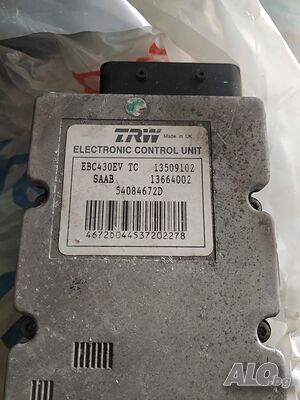 TRW Made in UK
ELECTRONIC CONTROL UNIT
EBC430EV TC 13509102
SAAB 13664002
54084672D
4672D044537202278
ALO.bg